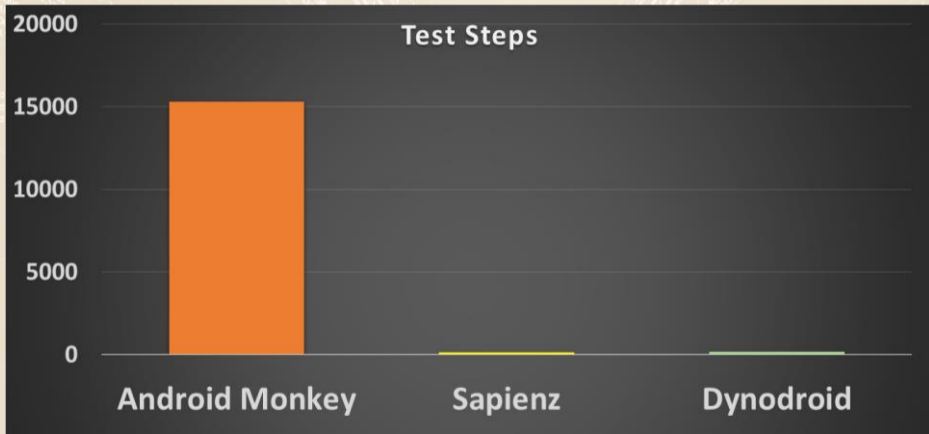 Test Steps
20000
15000
10000
5000
0
Android Monkey
Sapienz
Dynodroid